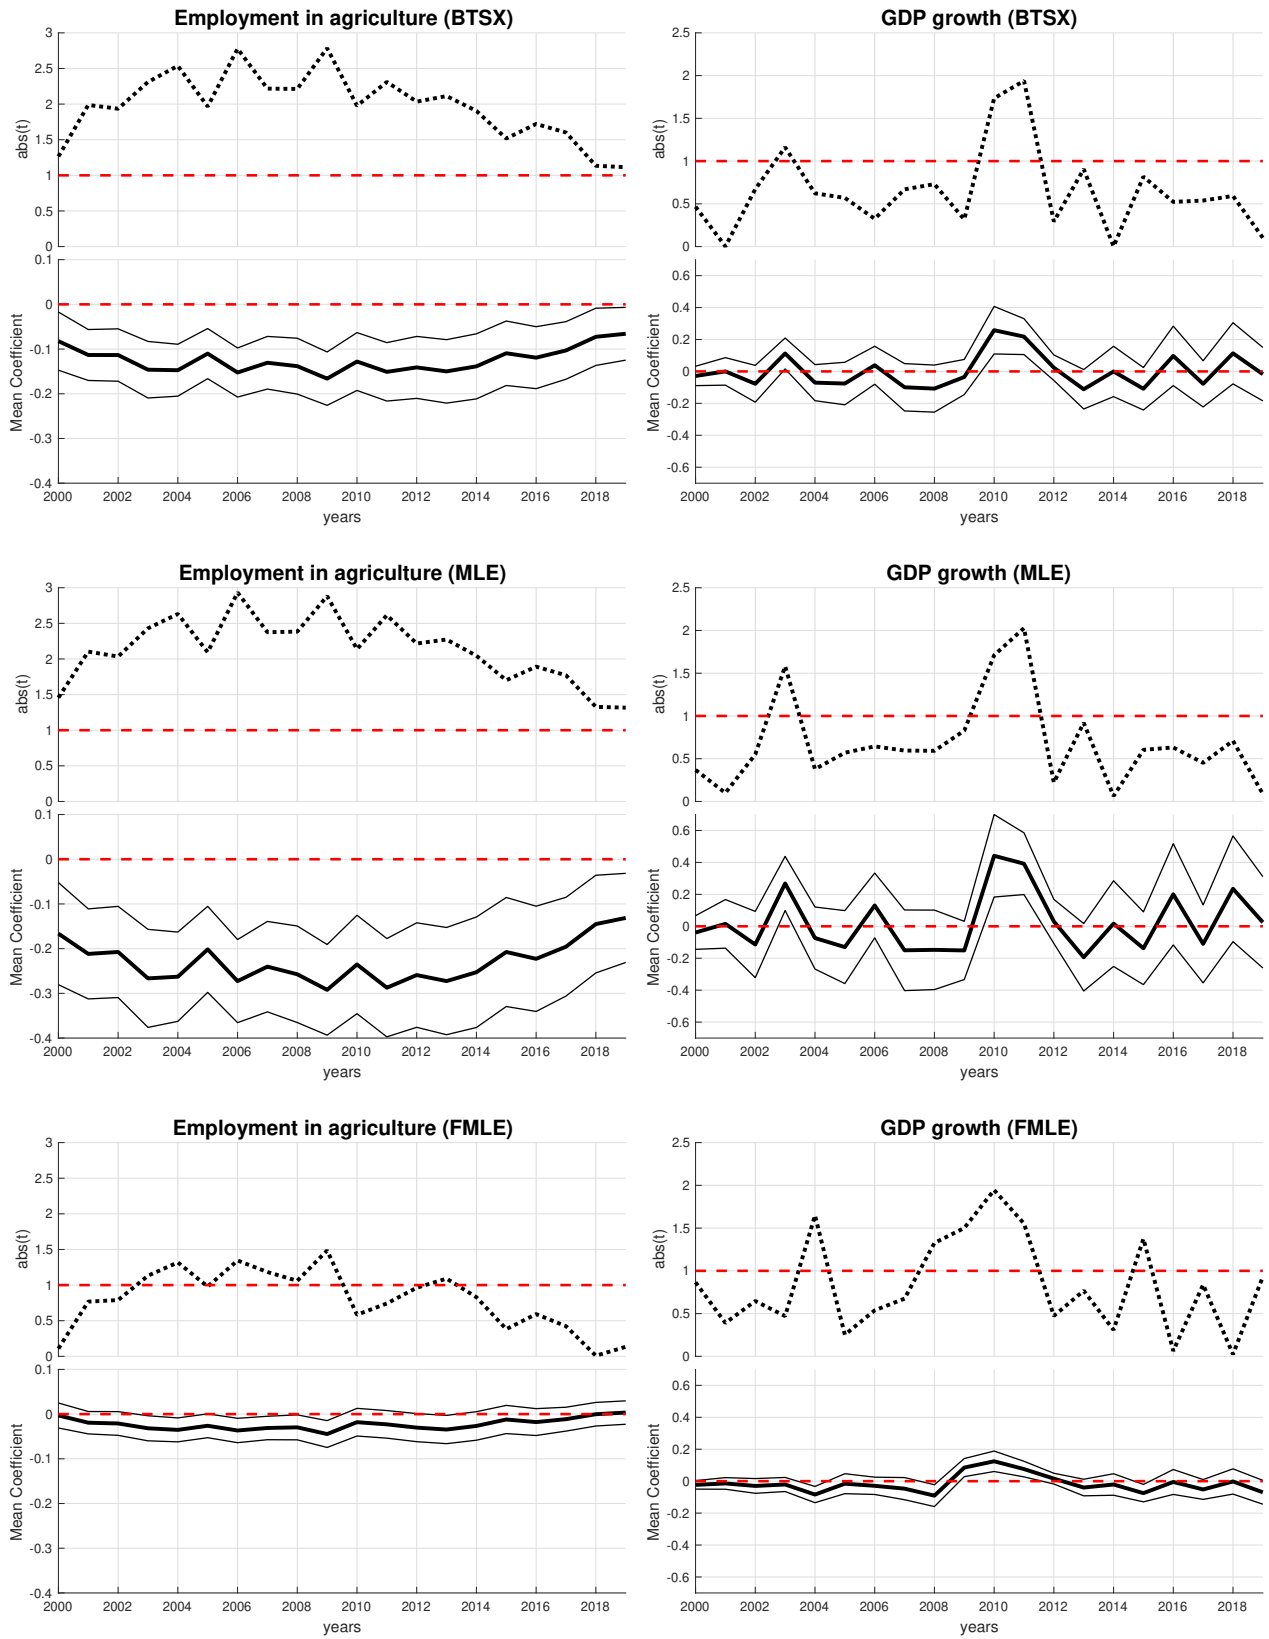 Employment in agriculture (BTSX)
3
2.5
2
1.5
1
0.5
0
abs(t)
0.1
0
-0.1
-0.2
-0.3
-0.4
Mean Coefficient
2000 2002 2004 2006 2008 2010 2012 2014 2016 2018
years
GDP growth (BTSX)
2.5
2
1.5
1
0.5
0
abs(t)
0.6
0.4
0.2
0
-0.2
-0.4
-0.6
Mean Coefficient
2000 2002 2004 2006 2008 2010 2012 2014 2016 2018
years
Employment in agriculture (MLE)
3
2.5
2
1.5
1
0.5
0
abs(t)
0.1
0
-0.1
-0.2
-0.3
-0.4
Mean Coefficient
2000 2002 2004 2006 2008 2010 2012 2014 2016 2018
years
GDP growth (MLE)
2.5
2
1.5
1
0.5
0
abs(t)
0.6
0.4
0.2
0
-0.2
-0.4
-0.6
Mean Coefficient
2000 2002 2004 2006 2008 2010 2012 2014 2016 2018
years
Employment in agriculture (FMLE)
3
2.5
2
1.5
1
0.5
0
abs(t)
0.1
0
-0.1
-0.2
-0.3
-0.4
Mean Coefficient
2000 2002 2004 2006 2008 2010 2012 2014 2016 2018
years
GDP growth (FMLE)
2.5
2
1.5
1
0.5
0
abs(t)
0.6
0.4
0.2
0
-0.2
-0.4
-0.6
Mean Coefficient
2000 2002 2004 2006 2008 2010 2012 2014 2016 2018
years